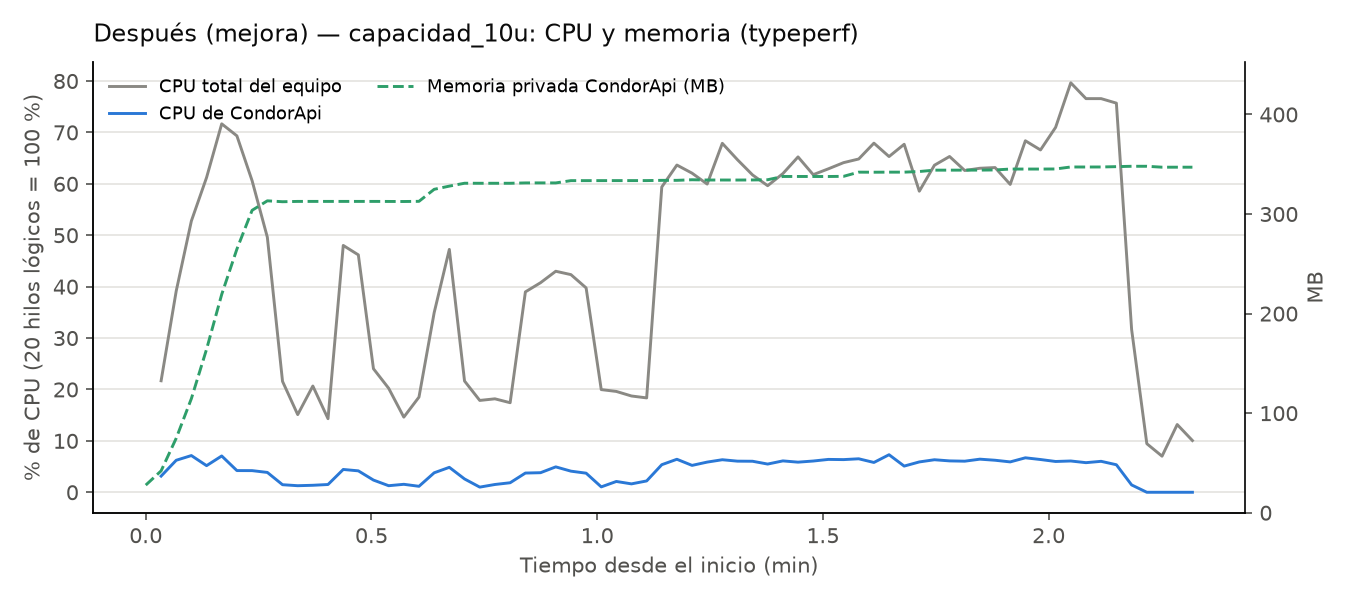 Después (mejora) — capacidad_10u: CPU y memoria (typeperf)
CPU total del equipo
CPU de CondorApi
Memoria privada CondorApi (MB)
% de CPU (20 hilos lógicos = 100 %)
80
70
60
50
40
30
20
10
0
400
300
200
100
0
MB
0.0
0.5
1.0
1.5
2.0
Tiempo desde el inicio (min)